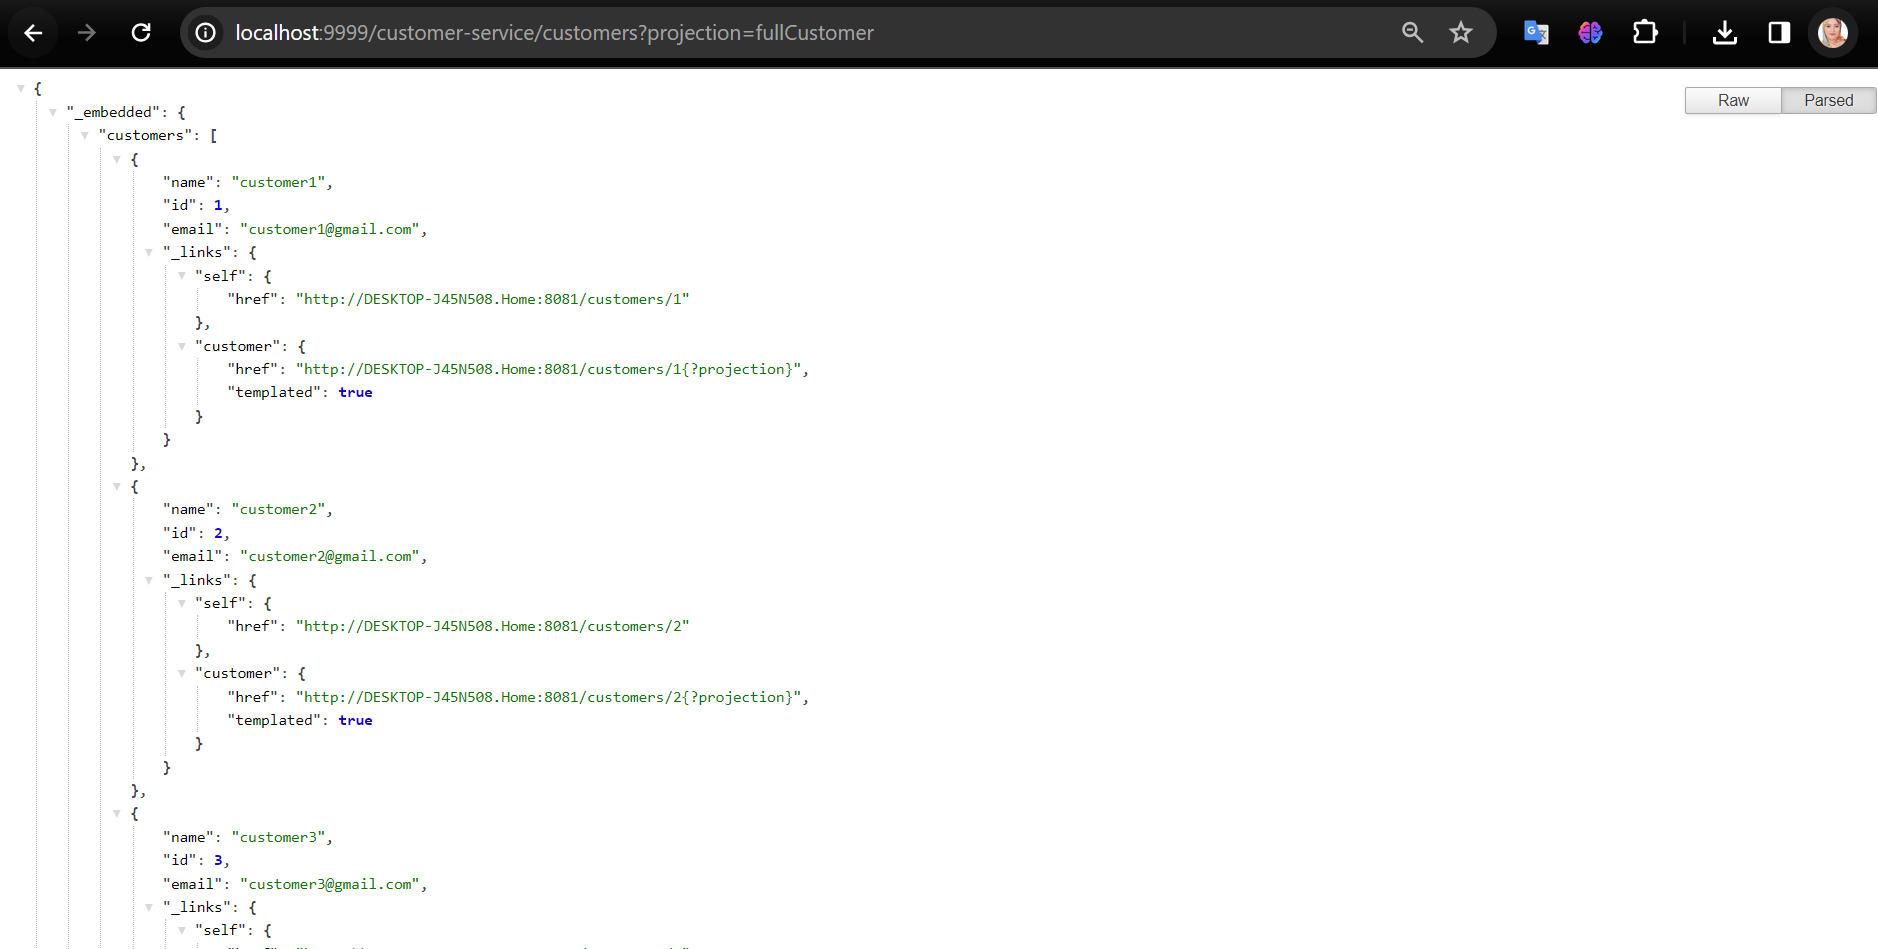 localhost:9999/customer-service/customers?projection=fullCustomer
Raw
Parsed
{
"_embedded": {
"customers": [
{
"name": "customer1",
"id": 1,
"email": "customer1@gmail.com",
"_links": {
"self": {
"href": "http://DESKTOP-J45N508.Home:8081/customers/1"
},
"customer": {
"href": "http://DESKTOP-J45N508.Home:8081/customers/1{?projection}",
"templated": true
}
}
},
{
"name": "customer2",
"id": 2,
"email": "customer2@gmail.com",
"_links": {
"self": {
"href": "http://DESKTOP-J45N508.Home:8081/customers/2"
},
"customer": {
"href": "http://DESKTOP-J45N508.Home:8081/customers/2{?projection}",
"templated": true
}
}
},
{
"name": "customer3",
"id": 3,
"email": "customer3@gmail.com",
"_links": {
"self": {